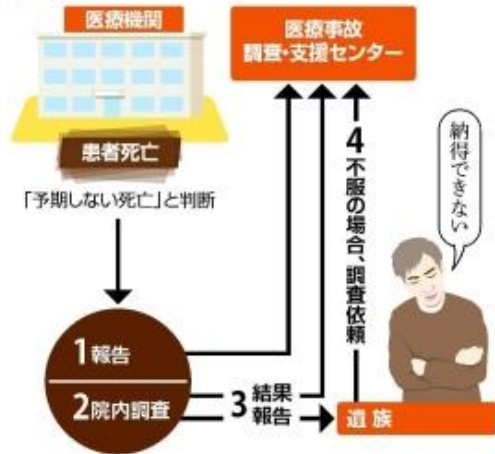 医療機関
医療事故
調査・支援センター
患者死亡
「予期しない死亡」と判断
1 報告
2 院内調査
3 結果
報告
4 不服の場合、調査依頼
納得できない
遺族